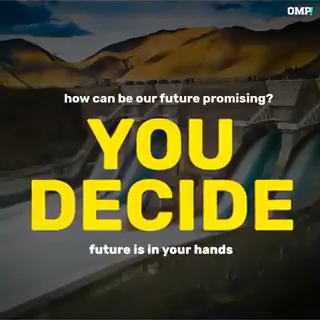 OMP!
how can be our future promising?
YOU
DECIDE
future is in your hands